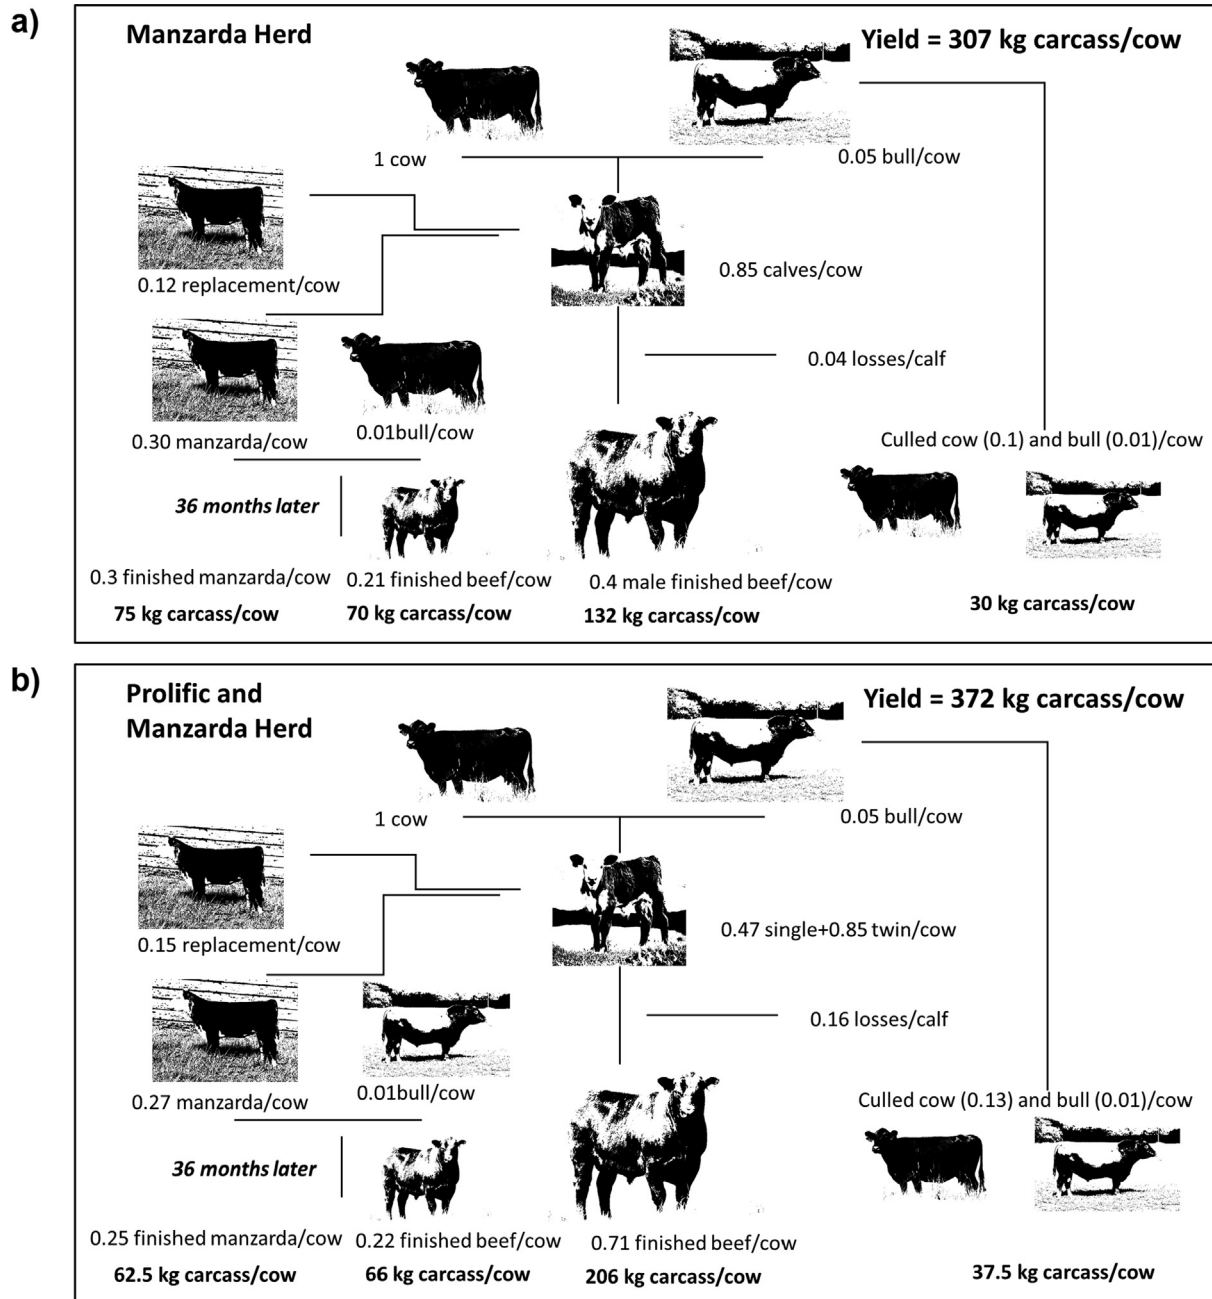 a)
Manzarda Herd
Yield = 307 kg carcass/cow
1 cow
0.05 bull/cow
0.12 replacement/cow
0.85 calves/cow
0.04 losses/calf
0.30 manzarda/cow
0.01bull/cow
Culled cow (0.1) and bull (0.01)/cow
36 months later
0.3 finished manzarda/cow
0.21 finished beef/cow
0.4 male finished beef/cow
75 kg carcass/cow
70 kg carcass/cow
132 kg carcass/cow
30 kg carcass/cow
b)
Prolific and
Manzarda Herd
Yield = 372 kg carcass/cow
1 cow
0.05 bull/cow
0.15 replacement/cow
0.47 single+0.85 twin/cow
0.16 losses/calf
0.27 manzarda/cow
0.01bull/cow
Culled cow (0.13) and bull (0.01)/cow
36 months later
0.25 finished manzarda/cow
0.22 finished beef/cow
0.71 finished beef/cow
62.5 kg carcass/cow
66 kg carcass/cow
206 kg carcass/cow
37.5 kg carcass/cow